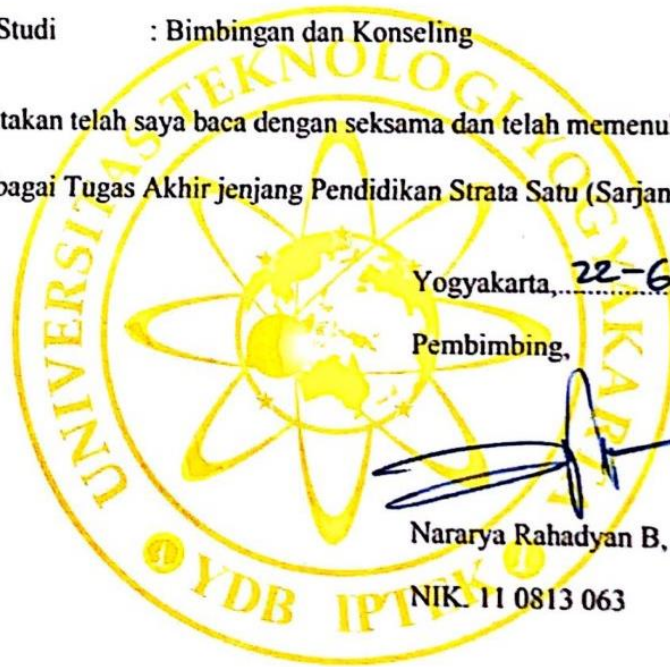 Studi : Bimbingan dan Konseling
takan telah saya baca dengan seksama dan telah memenu
bagai Tugas Akhir jenjang Pendidikan Strata Satu (Sarjan
Yogyakarta, 22-6
Pembimbing,
Nararya Rahadyan B,
NIK. 11 0813 063
UNIVERSITAS TEKNOLOGI YOGYAKARTA
YDB IPTEK